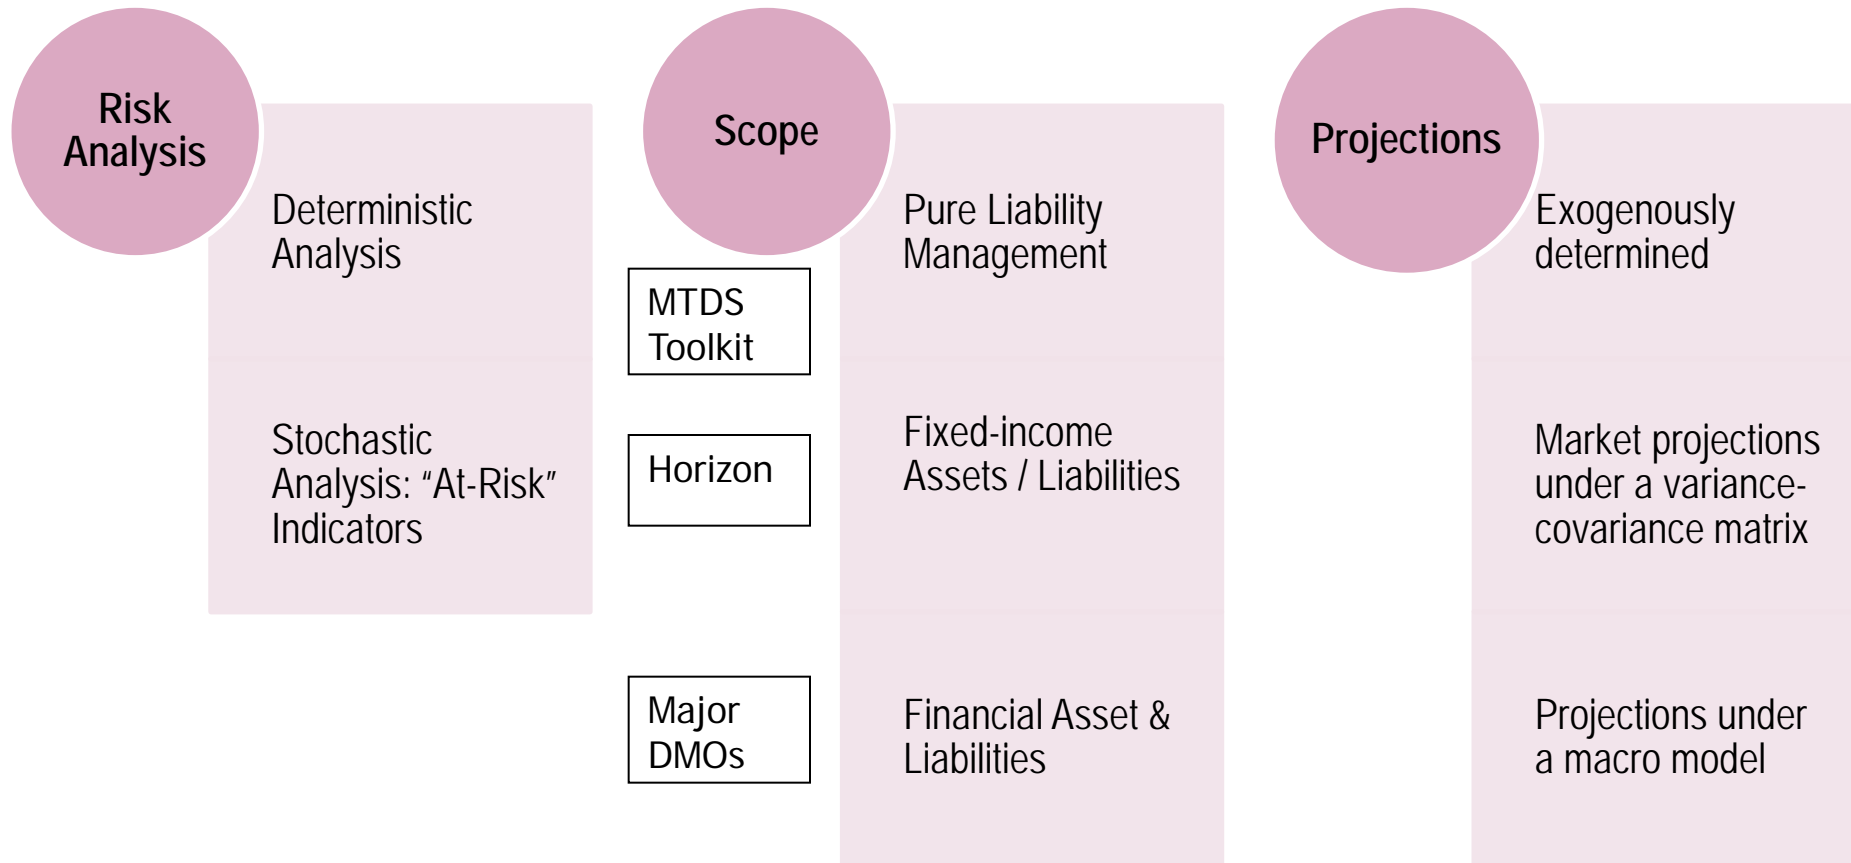 Risk
Analysis
Deterministic
Analysis
Stochastic
Analysis: “At-Risk”
Indicators
MTDS
Toolkit
Horizon
Major
DMOs
Scope
Pure Liability
Management
Fixed-income
Assets / Liabilities
Financial Asset &
Liabilities
Projections
Exogenously
determined
Market projections
under a variance-
covariance matrix
Projections under
a macro model